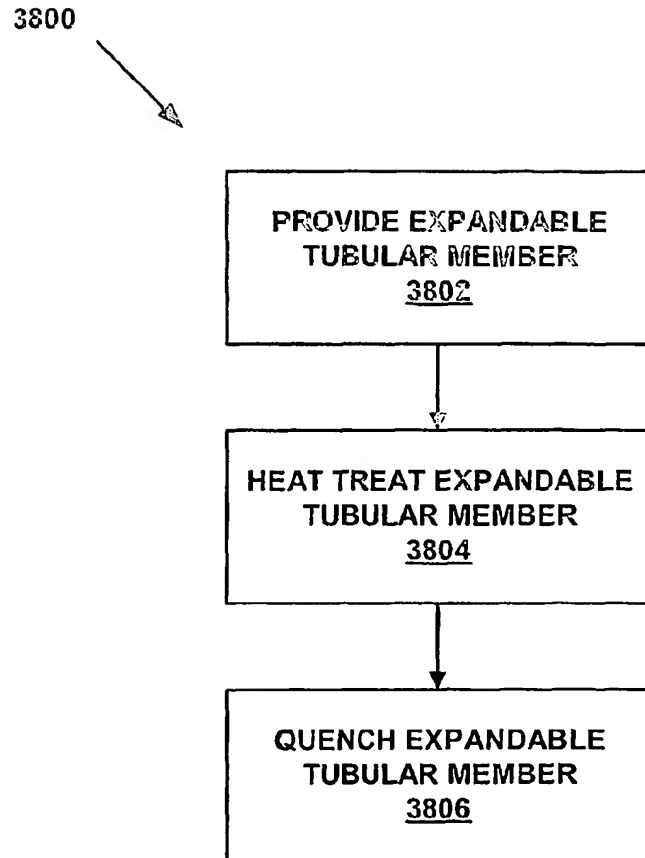 3800
PROVIDE EXPANDABLE
TUBULAR MEMBER
3802
HEAT TREAT EXPANDABLE
TUBULAR MEMBER
3804
QUENCH EXPANDABLE
TUBULAR MEMBER
3806